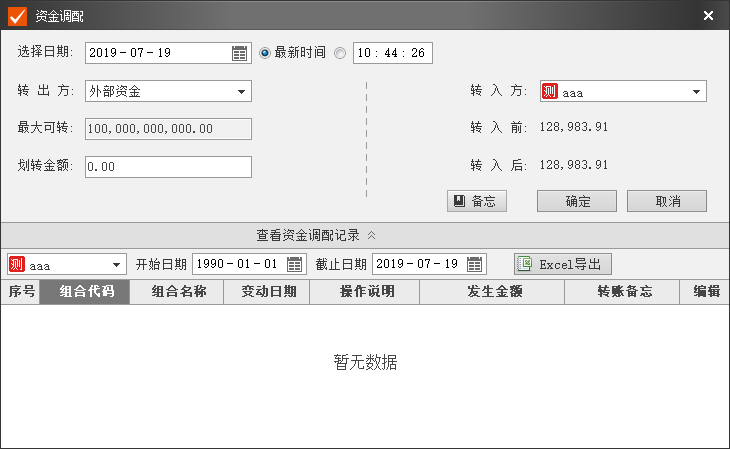 资金调配
选择日期: 2019-07-19 最新时间 10:44:26
转 出 方: 外部资金 转 入 方: 测 aaa
最大可转: 100,000,000,000.00 转 入 前: 128,983.91
划转金额: 0.00 转 入 后: 128,983.91
备忘 确定 取消
查看资金调配记录
测 aaa 开始日期 1990-01-01 截止日期 2019-07-19 Excel导出
序号 组合代码 组合名称 变动日期 操作说明 发生金额 转账备忘 编辑
暂无数据